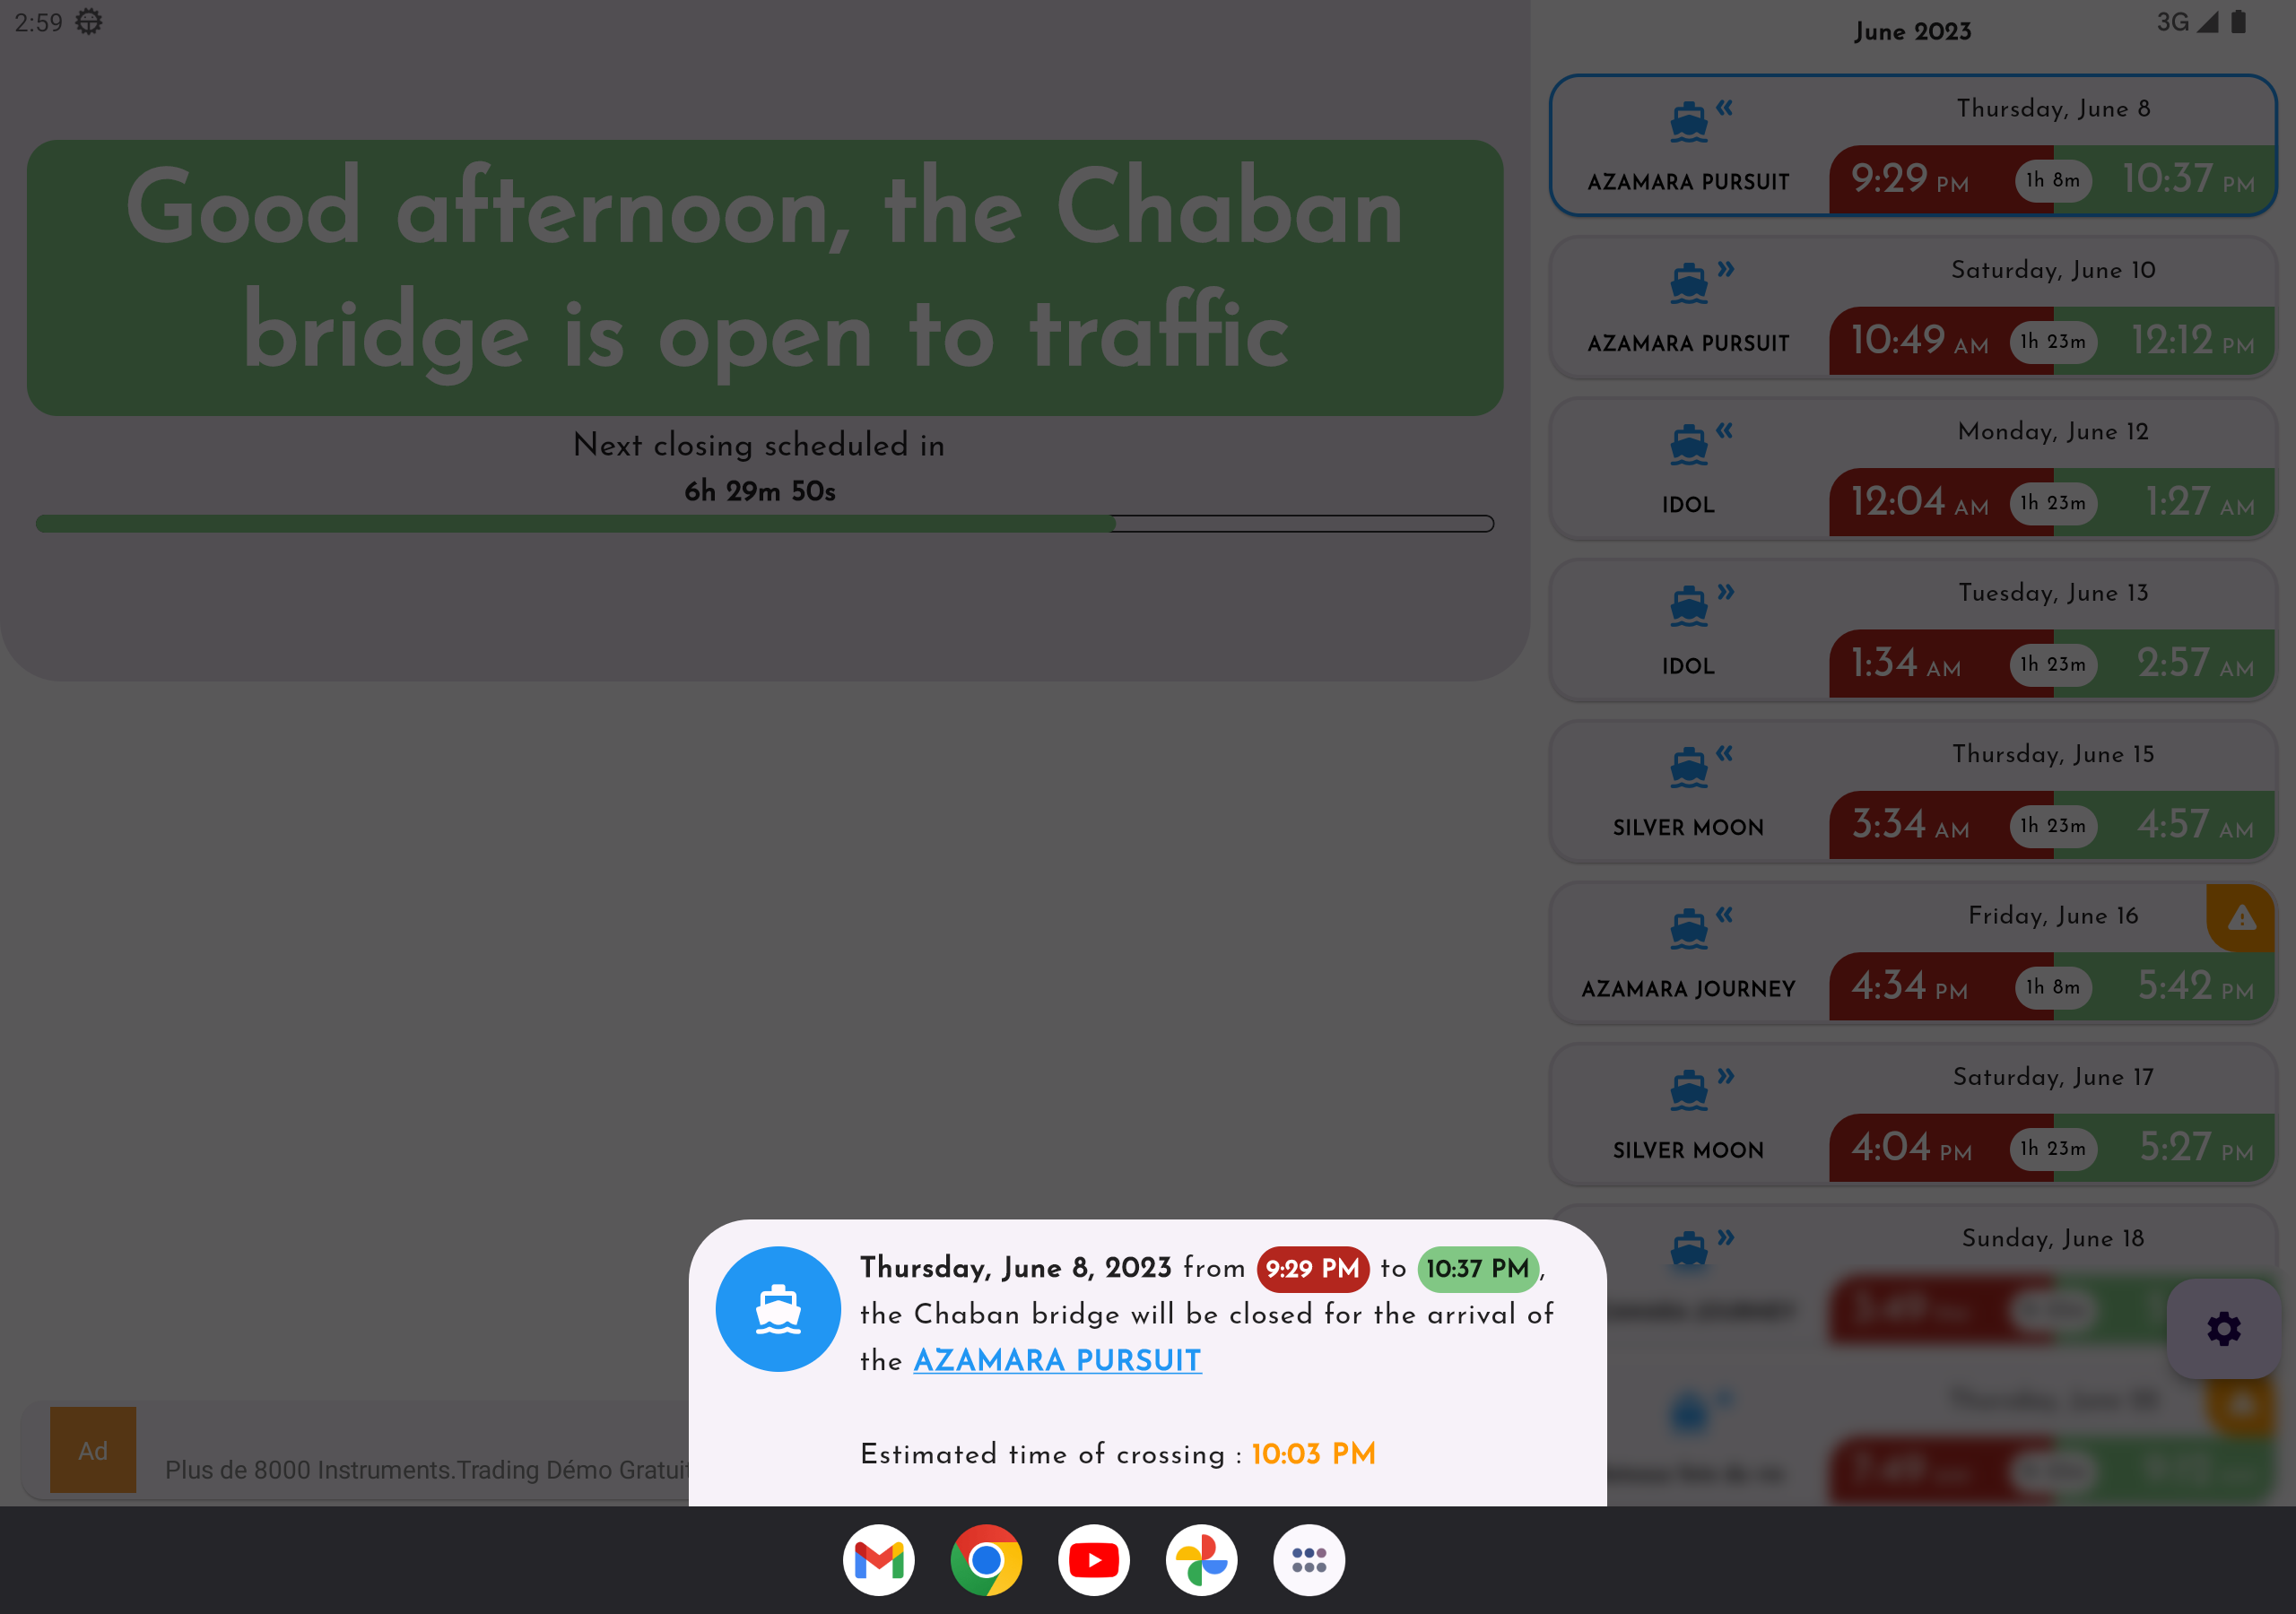 2:59
3G
Good afternoon, the Chaban
bridge is open to traffic
Next closing scheduled in
6h 29m 50s
June 2023
Thursday, June 8
AZAMARA PURSUIT
9:29 PM 1h 8m 10:37 PM
Saturday, June 10
AZAMARA PURSUIT
10:49 AM 1h 23m 12:12 PM
Monday, June 12
IDOL
12:04 AM 1h 23m 1:27 AM
Tuesday, June 13
IDOL
1:34 AM 1h 23m 2:57 AM
Thursday, June 15
SILVER MOON
3:34 AM 1h 23m 4:57 AM
Friday, June 16
AZAMARA JOURNEY
4:34 PM 1h 8m 5:42 PM
Saturday, June 17
SILVER MOON
4:04 PM 1h 23m 5:27 PM
Sunday, June 18
Thursday, June 8, 2023 from 9:29 PM to 10:37 PM,
the Chaban bridge will be closed for the arrival of
the AZAMARA PURSUIT
Estimated time of crossing : 10:03 PM
Ad
Plus de 8000 Instruments.Trading Démo Gratuit